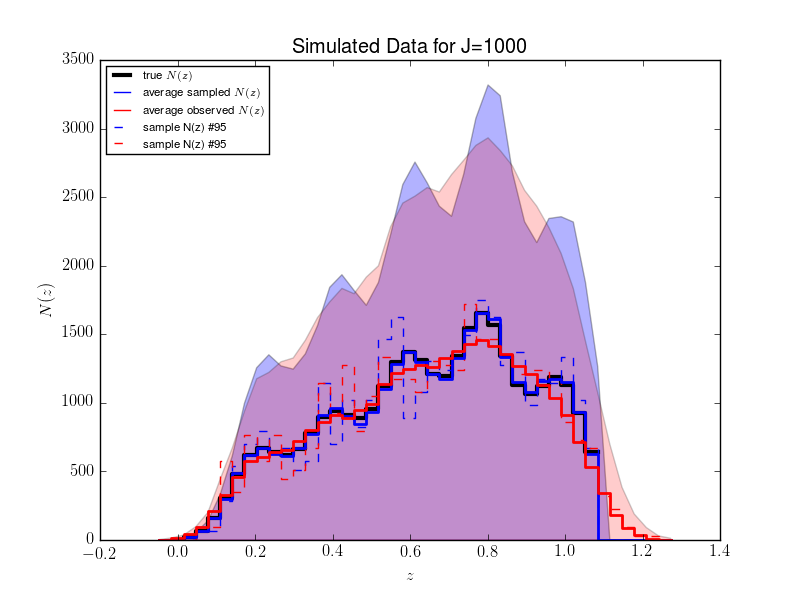 Simulated Data for J=1000
3500
3000
2500
2000
1500
1000
500
0
N(z)
true N(z)
average sampled N(z)
average observed N(z)
sample N(z) #95
sample N(z) #95
−0.2 0.0 0.2 0.4 0.6 0.8 1.0 1.2 1.4
z